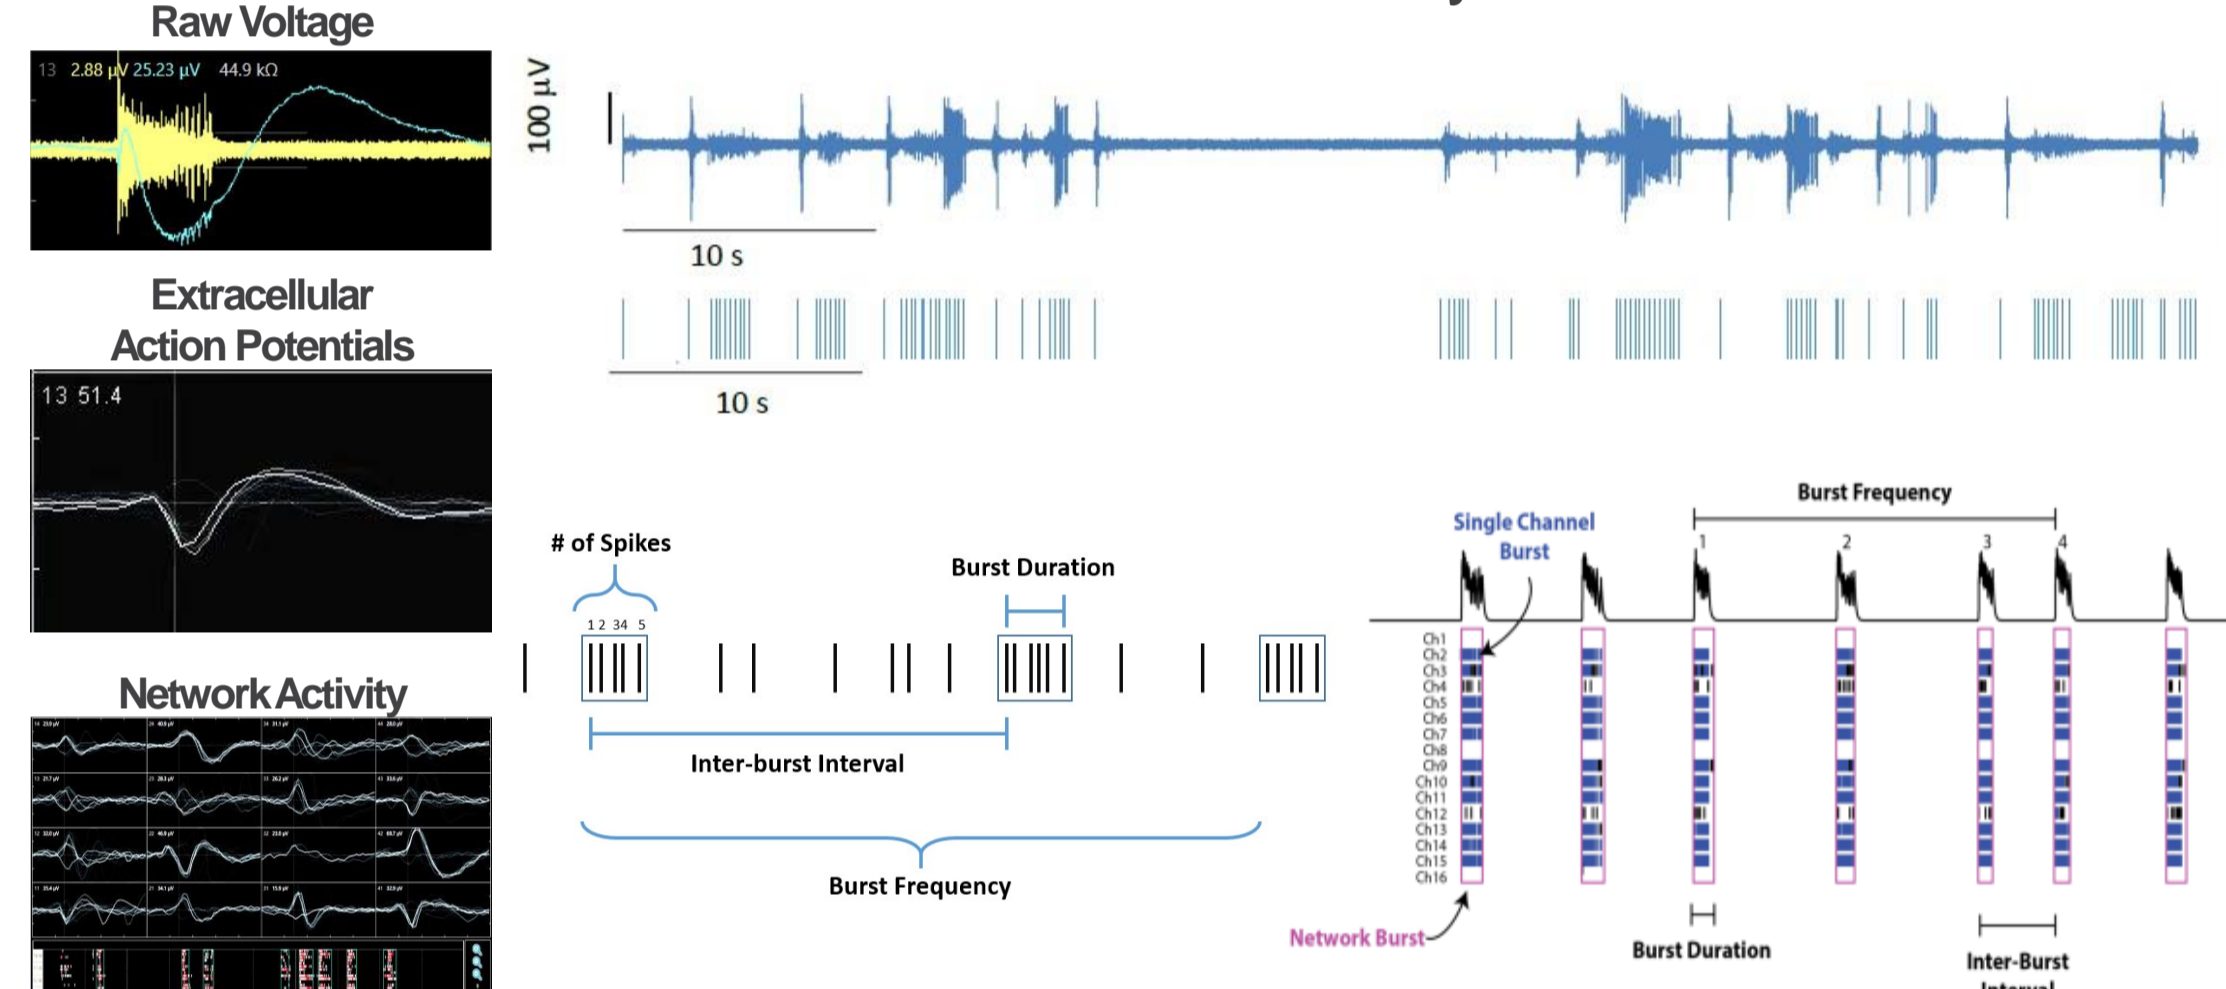 Raw Voltage
13 2.88 µV 25.23 µV 44.9 kΩ
100 µV
10 s
Extracellular
Action Potentials
13 51.4
10 s
Network Activity
# of Spikes
1 2 34 5
Burst Duration
Inter-burst Interval
Burst Frequency
Burst Frequency
Single Channel
Burst
1 2 3 4
Ch1
Ch2
Ch3
Ch4
Ch5
Ch6
Ch7
Ch8
Ch9
Ch10
Ch11
Ch12
Ch13
Ch14
Ch15
Ch16
Network Burst
Burst Duration
Inter-Burst
Interval